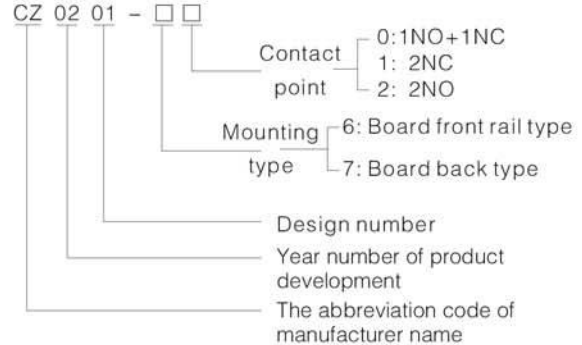 CZ 02 01 - □ □
Contact point
0:1NO+1NC
1: 2NC
2: 2NO
Mounting type
6: Board front rail type
7: Board back type
Design number
Year number of product
development
The abbreviation code of
manufacturer name